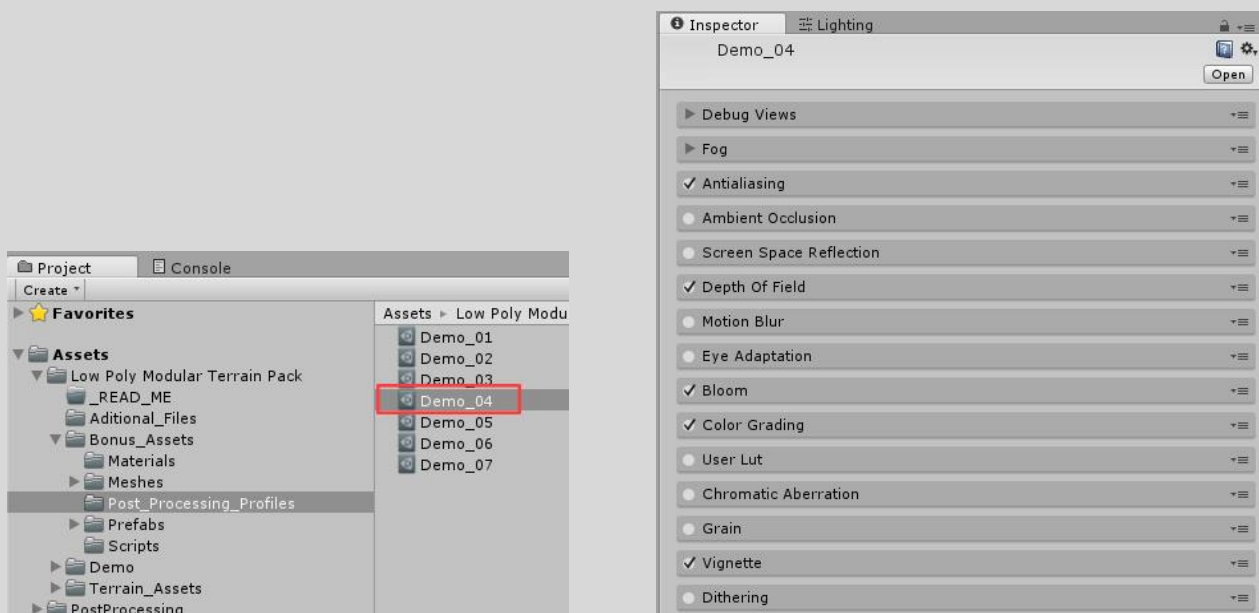 Project
Console
Create
Favorites
Assets
Low Poly Modular Terrain Pack
_READ_ME
Aditional_Files
Bonus_Assets
Materials
Meshes
Post_Processing_Profiles
Prefabs
Scripts
Demo
Terrain_Assets
PostProcessing
Assets ▸ Low Poly Modu
Demo_01
Demo_02
Demo_03
Demo_04
Demo_05
Demo_06
Demo_07
Inspector
Lighting
Demo_04
Open
Debug Views
Fog
Antialiasing
Ambient Occlusion
Screen Space Reflection
Depth Of Field
Motion Blur
Eye Adaptation
Bloom
Color Grading
User Lut
Chromatic Aberration
Grain
Vignette
Dithering